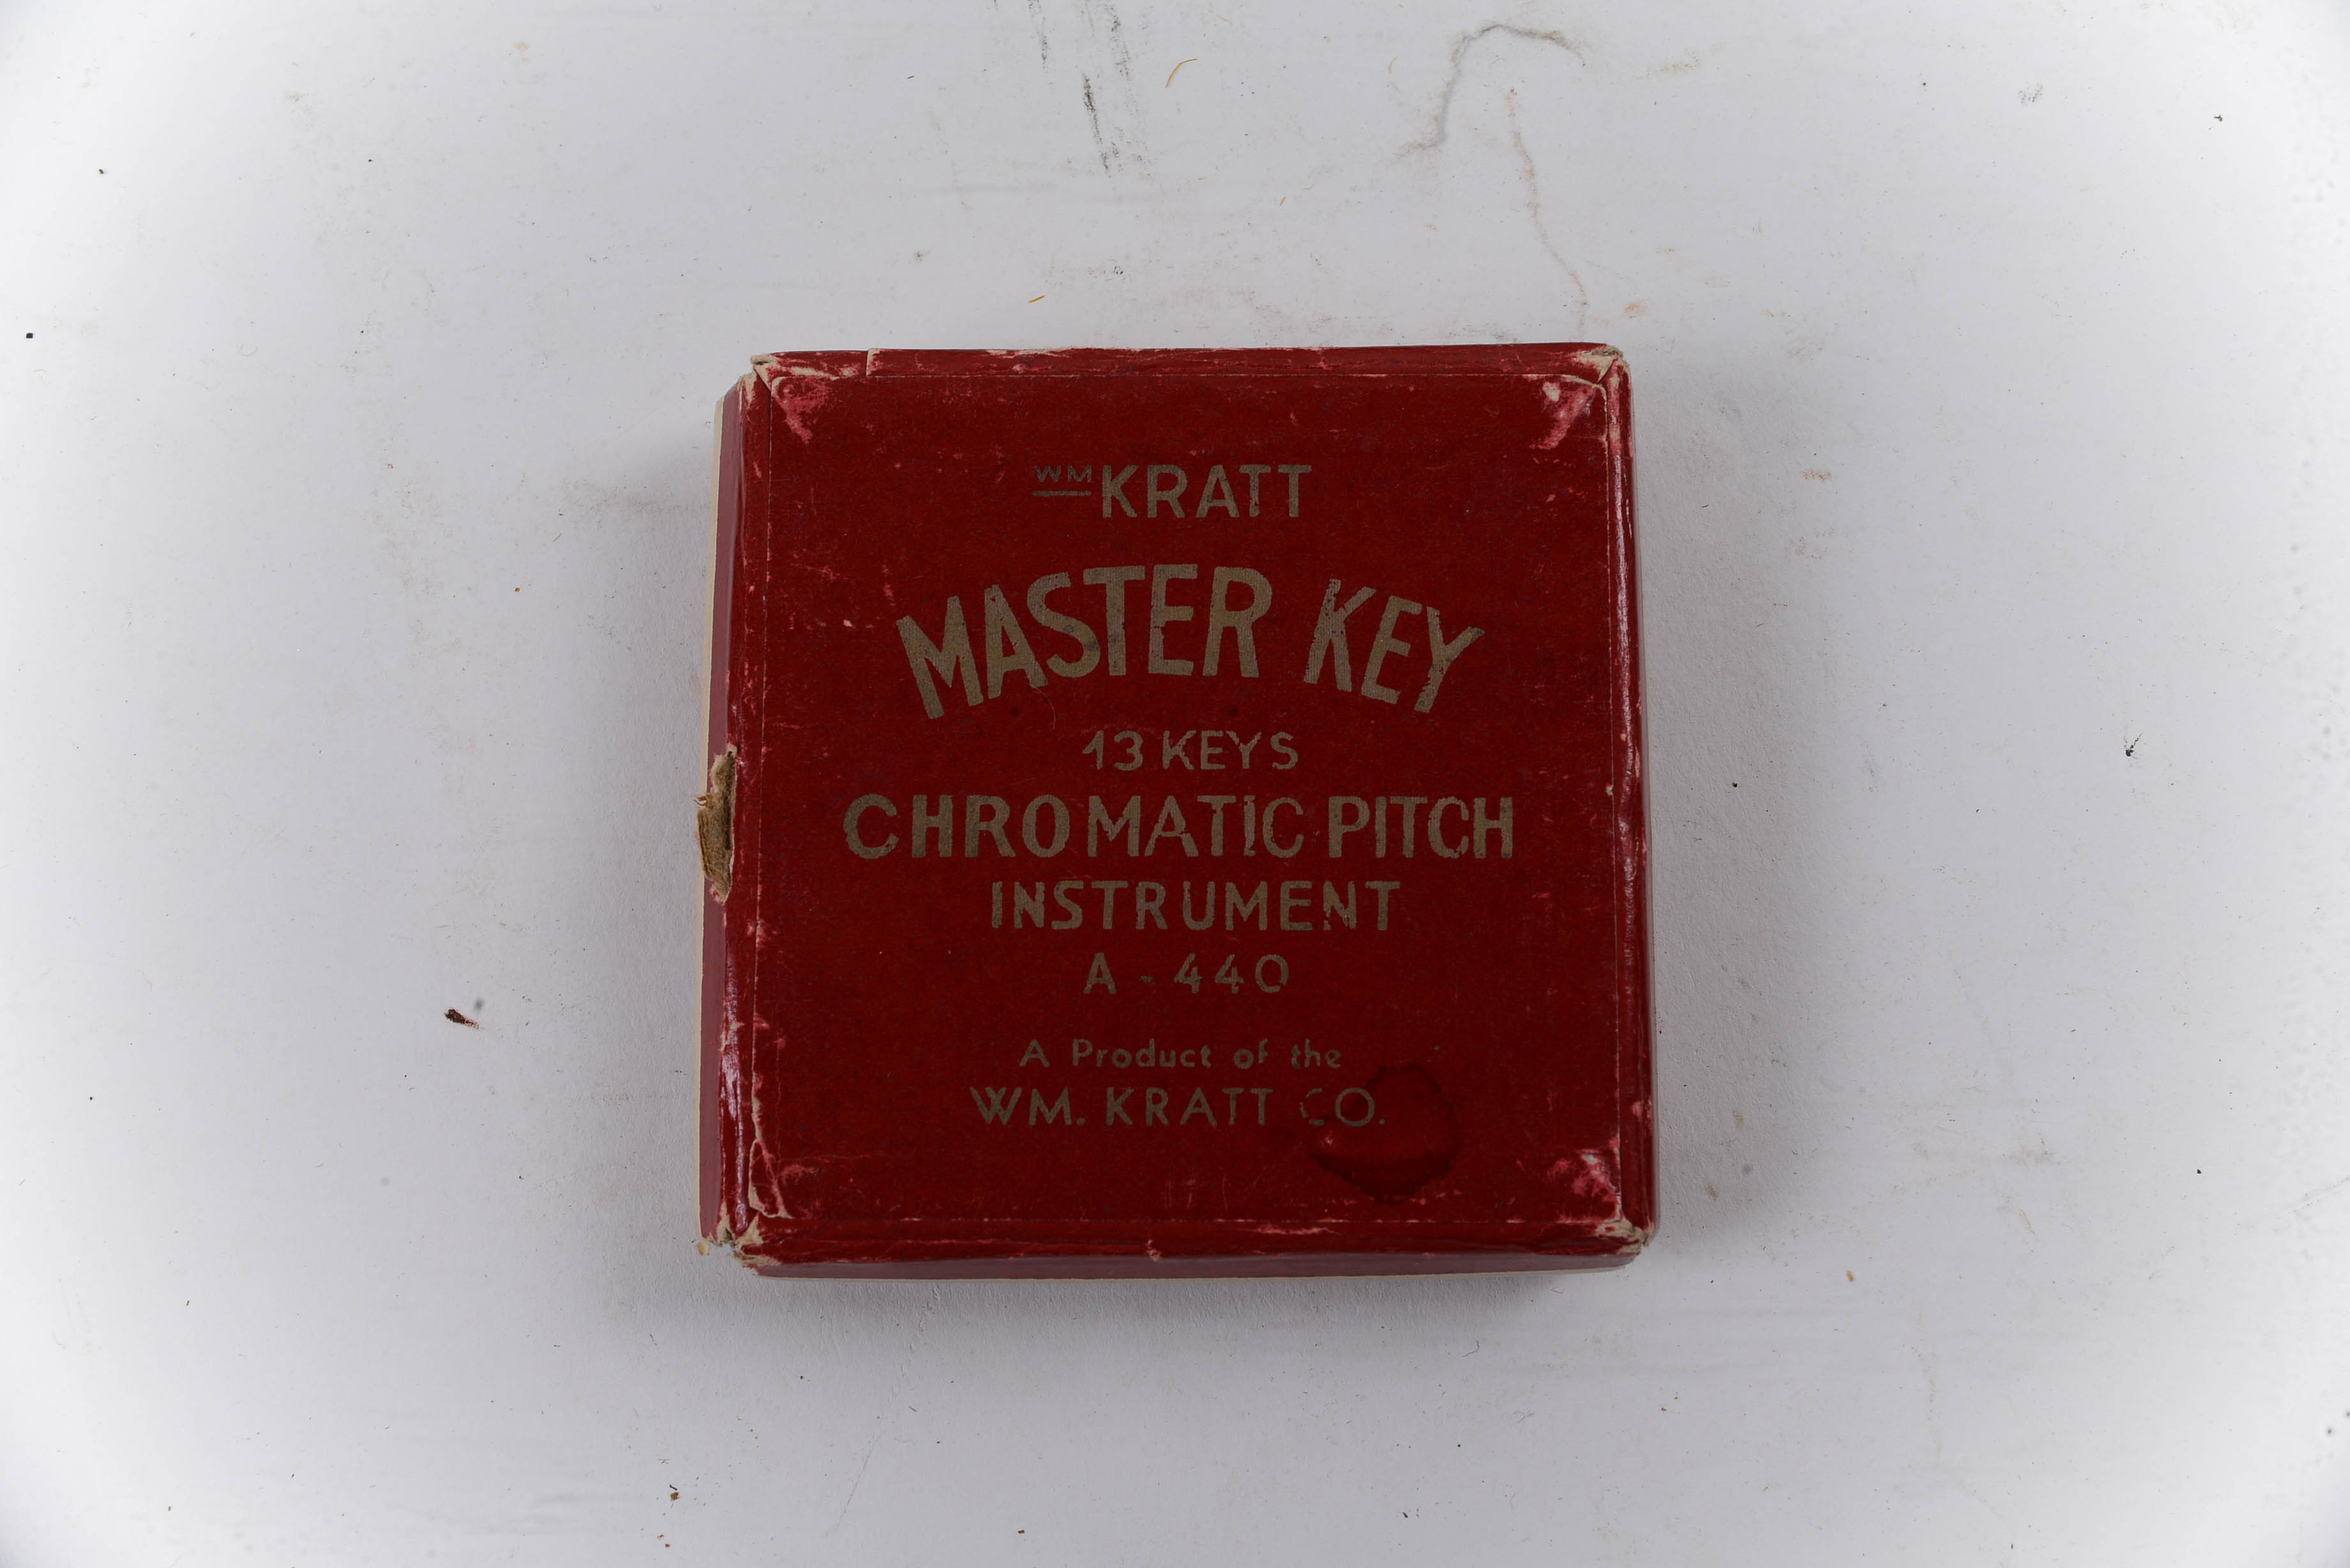 WM KRATT
MASTER KEY
13 KEYS
CHROMATIC PITCH
INSTRUMENT
A - 440
A Product of the
WM. KRATT CO.